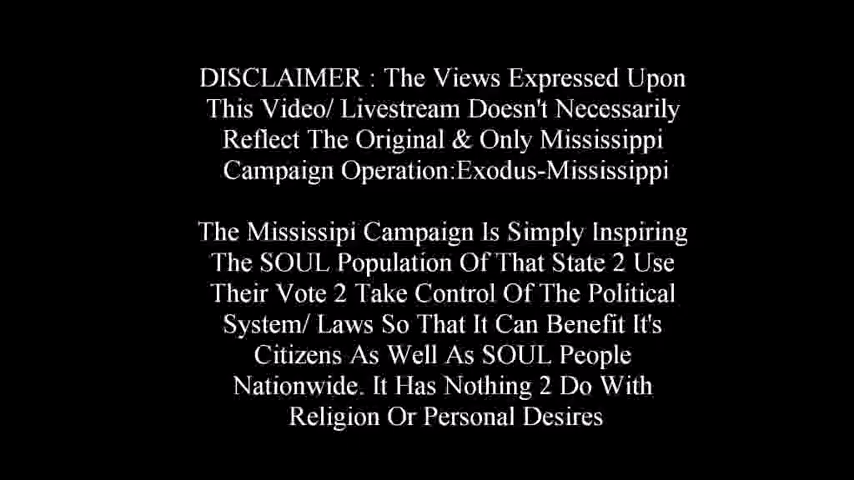 DISCLAIMER : The Views Expressed Upon
This Video/ Livestream Doesn't Necessarily
Reflect The Original & Only Mississippi
Campaign Operation:Exodus-Mississippi
The Mississipi Campaign Is Simply Inspiring
The SOUL Population Of That State 2 Use
Their Vote 2 Take Control Of The Political
System/ Laws So That It Can Benefit It's
Citizens As Well As SOUL People
Nationwide. It Has Nothing 2 Do With
Religion Or Personal Desires